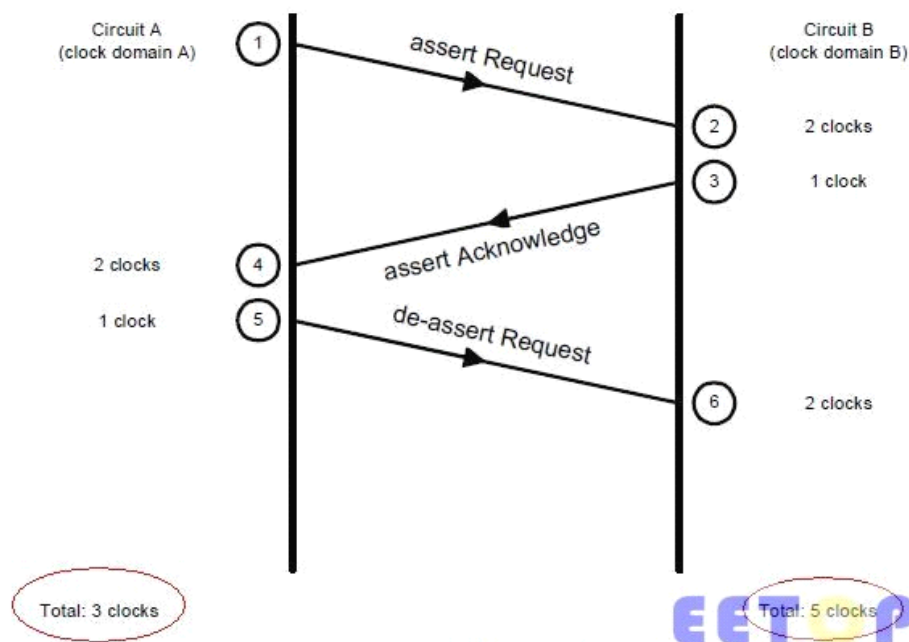 Circuit A
(clock domain A)
1
assert Request
Circuit B
(clock domain B)
2
2 clocks
3
1 clock
assert Acknowledge
2 clocks
4
1 clock
5
de-assert Request
6
2 clocks
Total: 3 clocks
Total: 5 clocks
EETOP